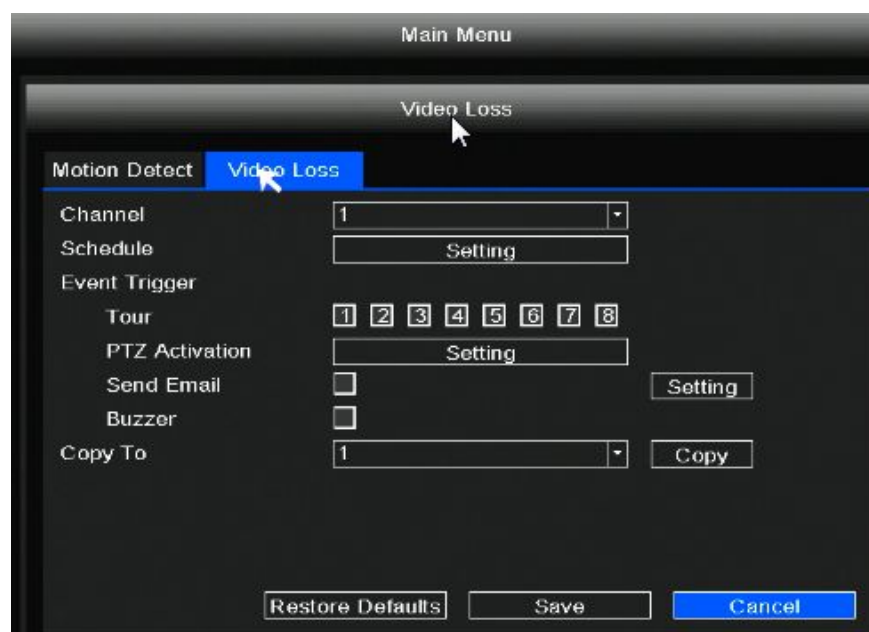 Main Menu
Video Loss
Motion Detect Video Loss
Channel 1
Schedule Setting
Event Trigger
Tour 1 2 3 4 5 6 7 8
PTZ Activation Setting
Send Email Setting
Buzzer
Copy To 1 Copy
Restore Defaults Save Cancel